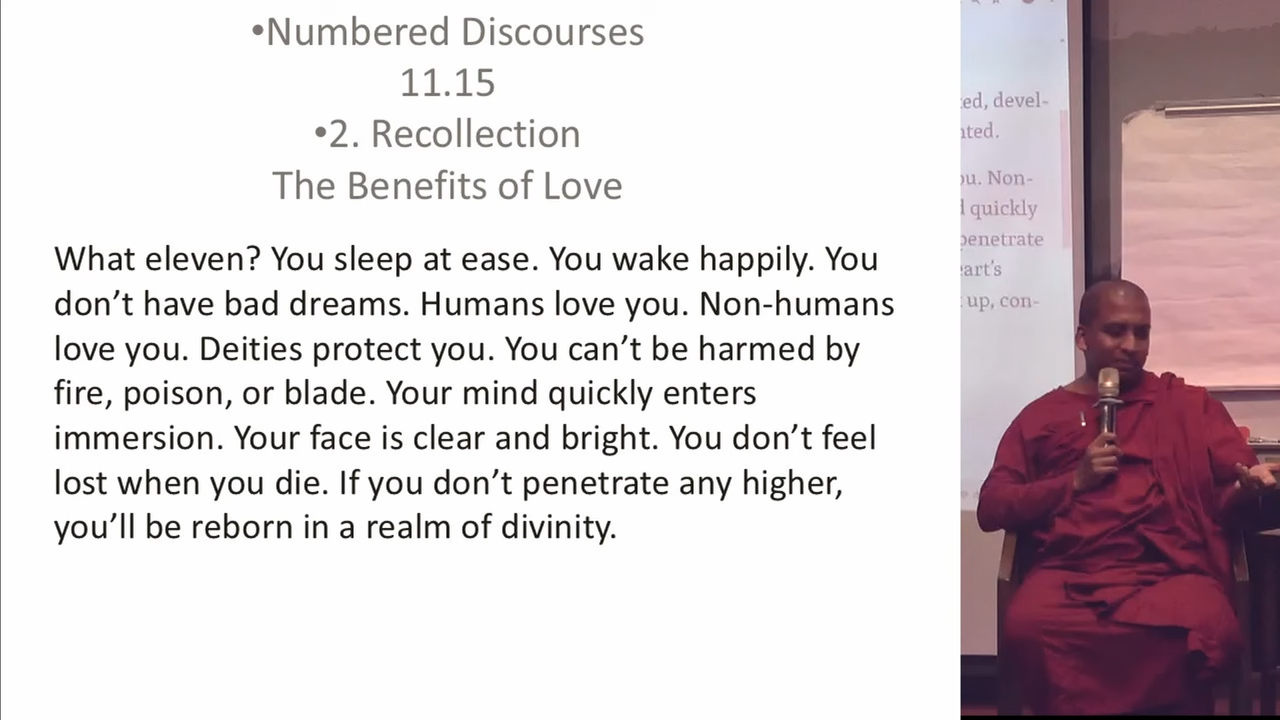 •Numbered Discourses
11.15
•2. Recollection
The Benefits of Love
What eleven? You sleep at ease. You wake happily. You
don’t have bad dreams. Humans love you. Non-humans
love you. Deities protect you. You can’t be harmed by
fire, poison, or blade. Your mind quickly enters
immersion. Your face is clear and bright. You don’t feel
lost when you die. If you don’t penetrate any higher,
you’ll be reborn in a realm of divinity.
devel-
Non-
quickly
penetrate
up, con-